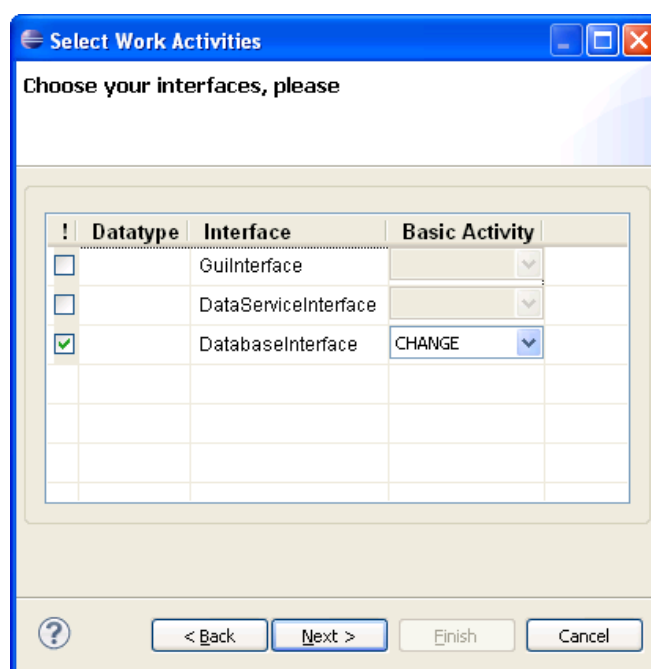 Select Work Activities
Choose your interfaces, please
! Datatype Interface Basic Activity
GuiInterface
DataServiceInterface
DatabaseInterface CHANGE
? < Back Next > Finish Cancel